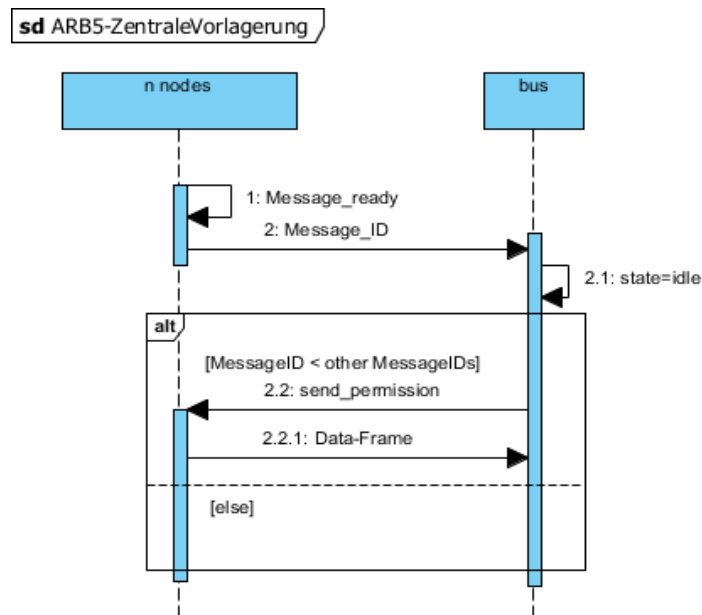 sd ARB5-ZentraleVorlagerung
n nodes
bus
1: Message_ready
2: Message_ID
2.1: state=idle
alt
[MessageID < other MessageIDs]
2.2: send_permission
2.2.1: Data-Frame
[else]